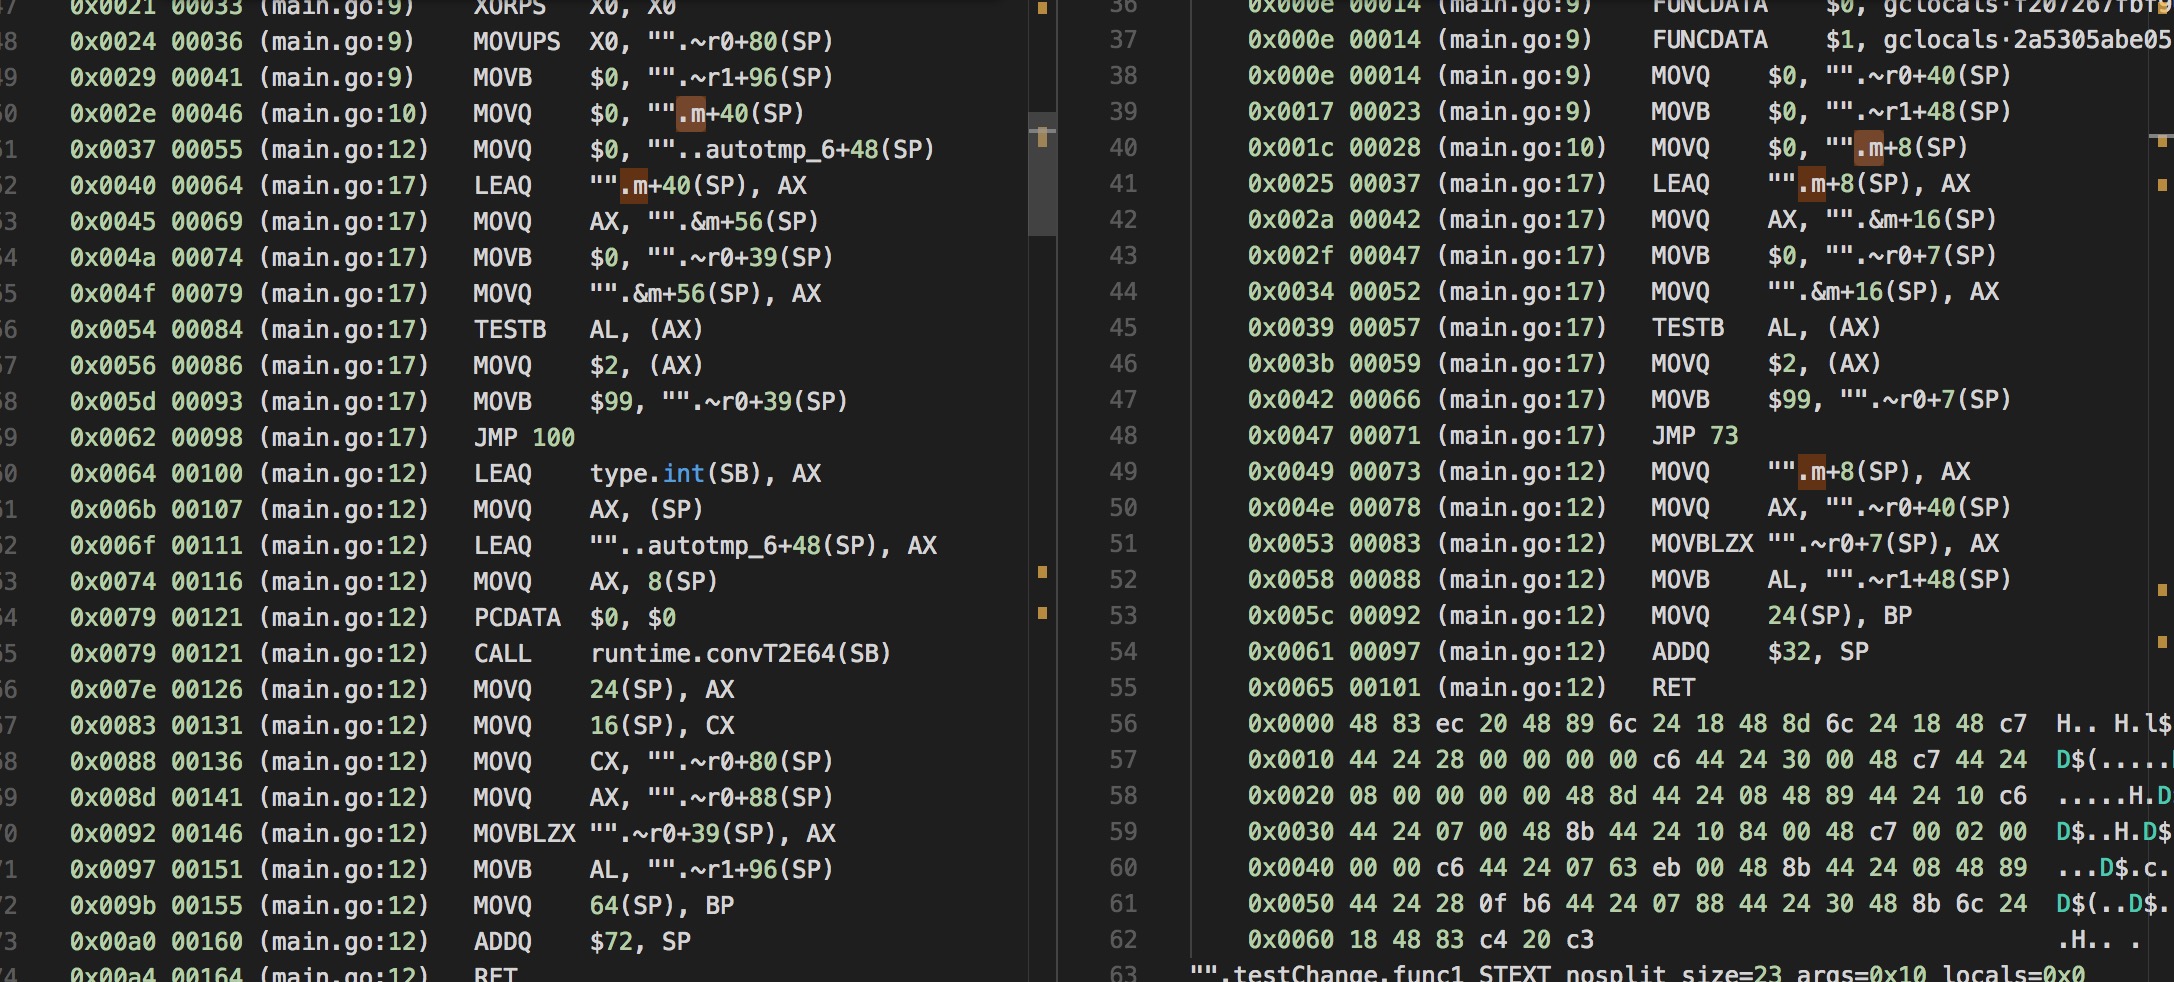 47 0x0021 00033 (main.go:9) XORPS X0, X0
48 0x0024 00036 (main.go:9) MOVUPS X0, "".~r0+80(SP)
49 0x0029 00041 (main.go:9) MOVB $0, "".~r1+96(SP)
50 0x002e 00046 (main.go:10) MOVQ $0, "".m+40(SP)
51 0x0037 00055 (main.go:12) MOVQ $0, ""..autotmp_6+48(SP)
52 0x0040 00064 (main.go:17) LEAQ "".m+40(SP), AX
53 0x0045 00069 (main.go:17) MOVQ AX, "".&m+56(SP)
54 0x004a 00074 (main.go:17) MOVB $0, "".~r0+39(SP)
55 0x004f 00079 (main.go:17) MOVQ "".&m+56(SP), AX
56 0x0054 00084 (main.go:17) TESTB AL, (AX)
57 0x0056 00086 (main.go:17) MOVQ $2, (AX)
58 0x005d 00093 (main.go:17) MOVB $99, "".~r0+39(SP)
59 0x0062 00098 (main.go:17) JMP 100
60 0x0064 00100 (main.go:12) LEAQ type.int(SB), AX
61 0x006b 00107 (main.go:12) MOVQ AX, (SP)
62 0x006f 00111 (main.go:12) LEAQ ""..autotmp_6+48(SP), AX
63 0x0074 00116 (main.go:12) MOVQ AX, 8(SP)
64 0x0079 00121 (main.go:12) PCDATA $0, $0
65 0x0079 00121 (main.go:12) CALL runtime.convT2E64(SB)
66 0x007e 00126 (main.go:12) MOVQ 24(SP), AX
67 0x0083 00131 (main.go:12) MOVQ 16(SP), CX
68 0x0088 00136 (main.go:12) MOVQ CX, "".~r0+80(SP)
69 0x008d 00141 (main.go:12) MOVQ AX, "".~r0+88(SP)
70 0x0092 00146 (main.go:12) MOVBLZX "".~r0+39(SP), AX
71 0x0097 00151 (main.go:12) MOVB AL, "".~r1+96(SP)
72 0x009b 00155 (main.go:12) MOVQ 64(SP), BP
73 0x00a0 00160 (main.go:12) ADDQ $72, SP
74 0x00a4 00164 (main.go:12) RET
36 0x000e 00014 (main.go:9) FUNCDATA $0, gclocals·f207267fbf9
37 0x000e 00014 (main.go:9) FUNCDATA $1, gclocals·2a5305abe05
38 0x000e 00014 (main.go:9) MOVQ $0, "".~r0+40(SP)
39 0x0017 00023 (main.go:9) MOVB $0, "".~r1+48(SP)
40 0x001c 00028 (main.go:10) MOVQ $0, "".m+8(SP)
41 0x0025 00037 (main.go:17) LEAQ "".m+8(SP), AX
42 0x002a 00042 (main.go:17) MOVQ AX, "".&m+16(SP)
43 0x002f 00047 (main.go:17) MOVB $0, "".~r0+7(SP)
44 0x0034 00052 (main.go:17) MOVQ "".&m+16(SP), AX
45 0x0039 00057 (main.go:17) TESTB AL, (AX)
46 0x003b 00059 (main.go:17) MOVQ $2, (AX)
47 0x0042 00066 (main.go:17) MOVB $99, "".~r0+7(SP)
48 0x0047 00071 (main.go:17) JMP 73
49 0x0049 00073 (main.go:12) MOVQ "".m+8(SP), AX
50 0x004e 00078 (main.go:12) MOVQ AX, "".~r0+40(SP)
51 0x0053 00083 (main.go:12) MOVBLZX "".~r0+7(SP), AX
52 0x0058 00088 (main.go:12) MOVB AL, "".~r1+48(SP)
53 0x005c 00092 (main.go:12) MOVQ 24(SP), BP
54 0x0061 00097 (main.go:12) ADDQ $32, SP
55 0x0065 00101 (main.go:12) RET
56 0x0000 48 83 ec 20 48 89 6c 24 18 48 8d 6c 24 18 48 c7 H.. H.l$
57 0x0010 44 24 28 00 00 00 00 c6 44 24 30 00 48 c7 44 24 D$(.....
58 0x0020 08 00 00 00 00 48 8d 44 24 08 48 89 44 24 10 c6 .....H.D
59 0x0030 44 24 07 00 48 8b 44 24 10 84 00 48 c7 00 02 00 D$..H.D$
60 0x0040 00 00 c6 44 24 07 63 eb 00 48 8b 44 24 08 48 89 ...D$.c.
61 0x0050 44 24 28 0f b6 44 24 07 88 44 24 30 48 8b 6c 24 D$(..D$.
62 0x0060 18 48 83 c4 20 c3 .H.. .
63 "".testChange.func1 STEXT nosplit size=23 args=0x10 locals=0x0